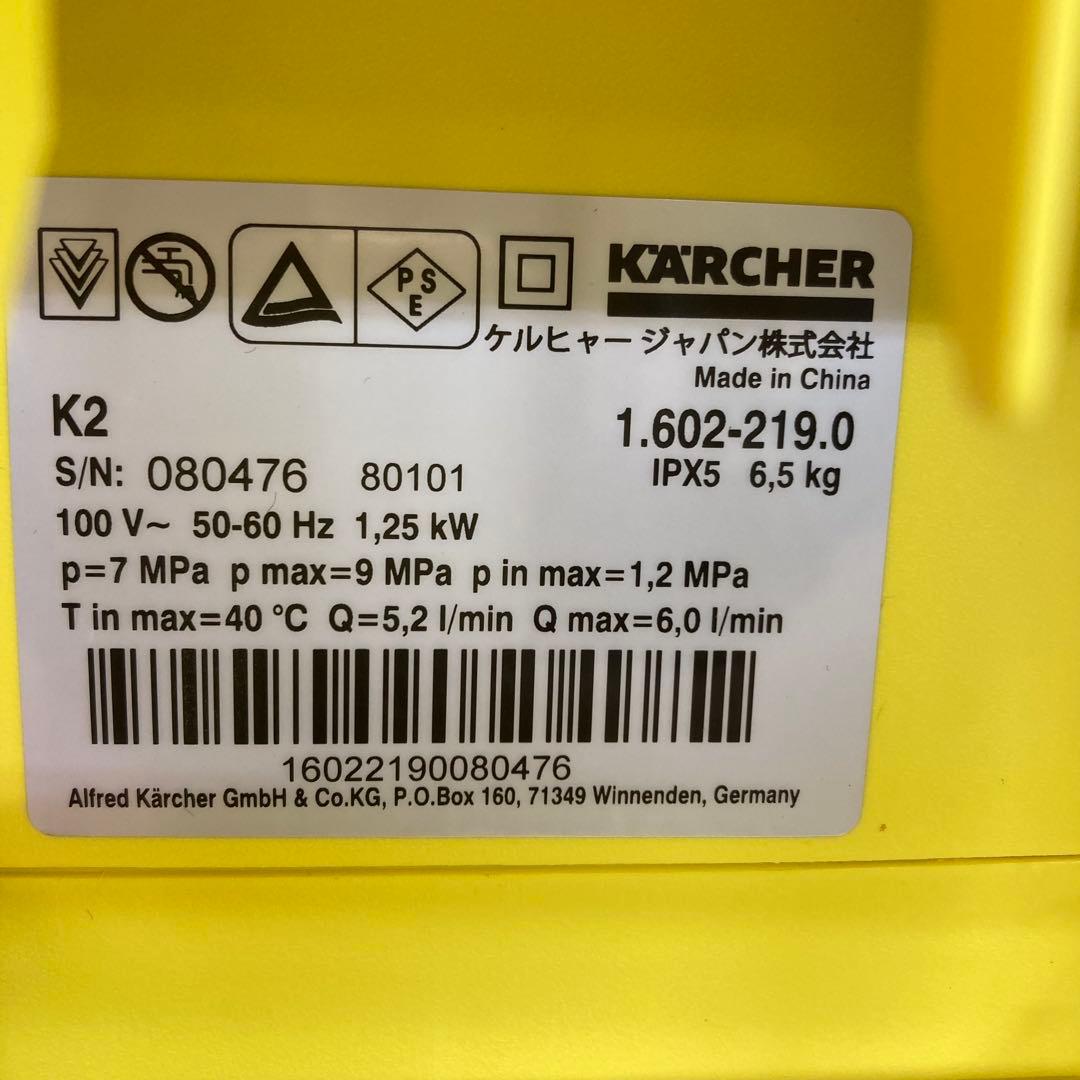 PSE
KÄRCHER
ケルヒャー ジャパン株式会社
Made in China
K2
1.602-219.0
S/N: 080476 80101
IPX5 6,5 kg
100 V~ 50-60 Hz 1,25 kW
p=7 MPa p max=9 MPa p in max=1,2 MPa
T in max=40 °C Q=5,2 l/min Q max=6,0 l/min
16022190080476
Alfred Kärcher GmbH & Co.KG, P.O.Box 160, 71349 Winnenden, Germany